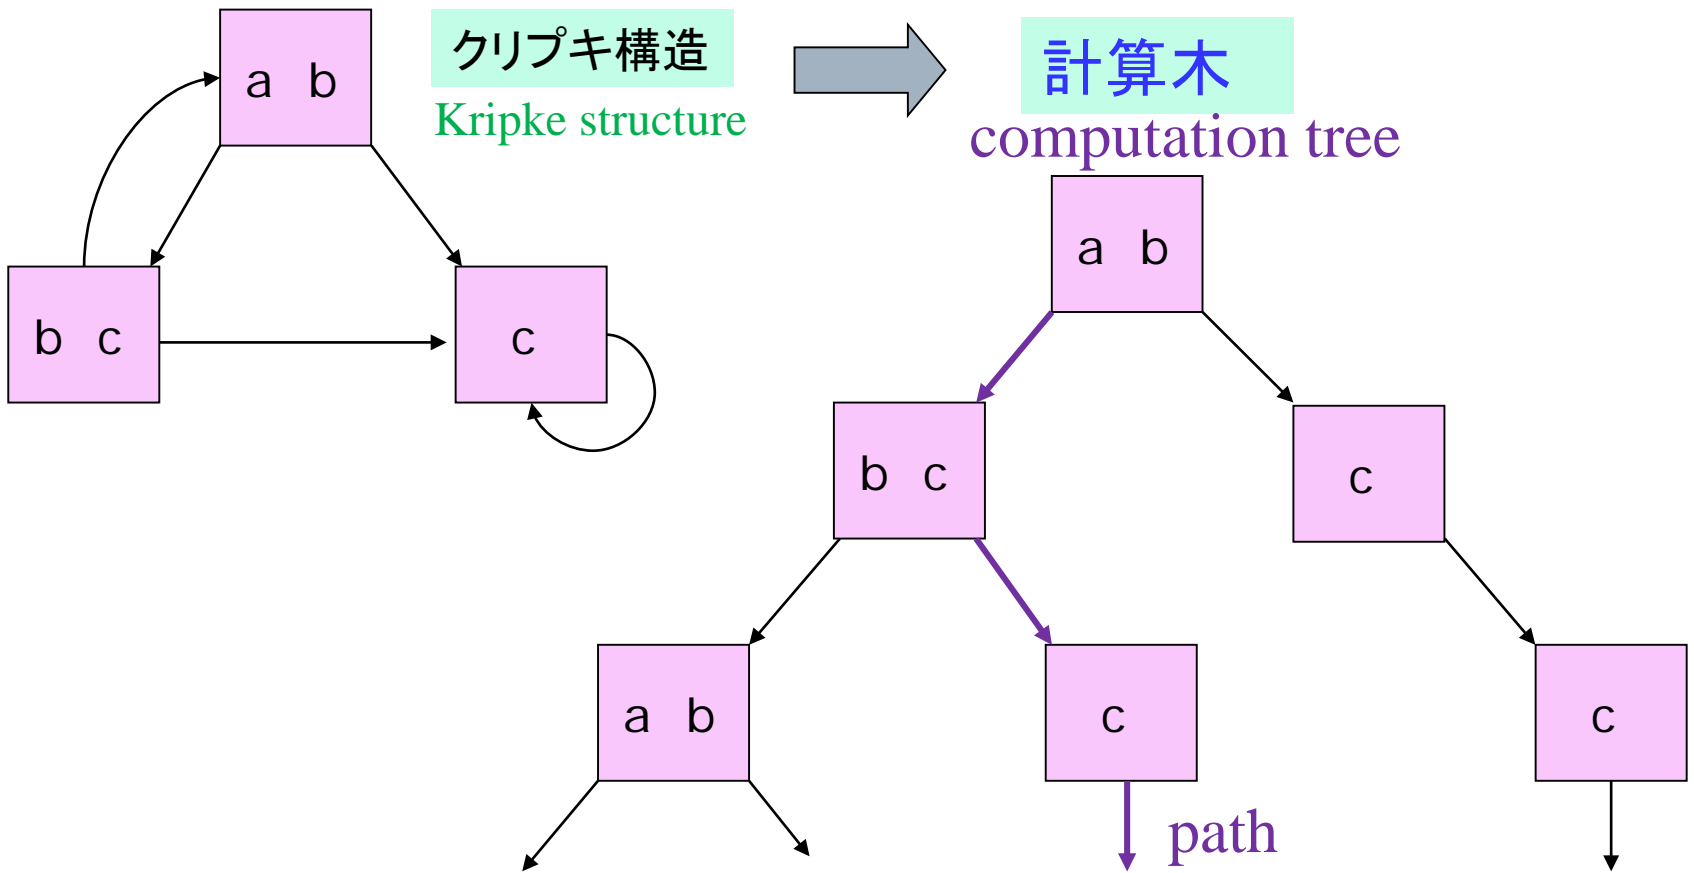 クリプキ構造
Kripke structure
計算木
computation tree
a b
b c
c
a b
b c
c
a b
c
c
path